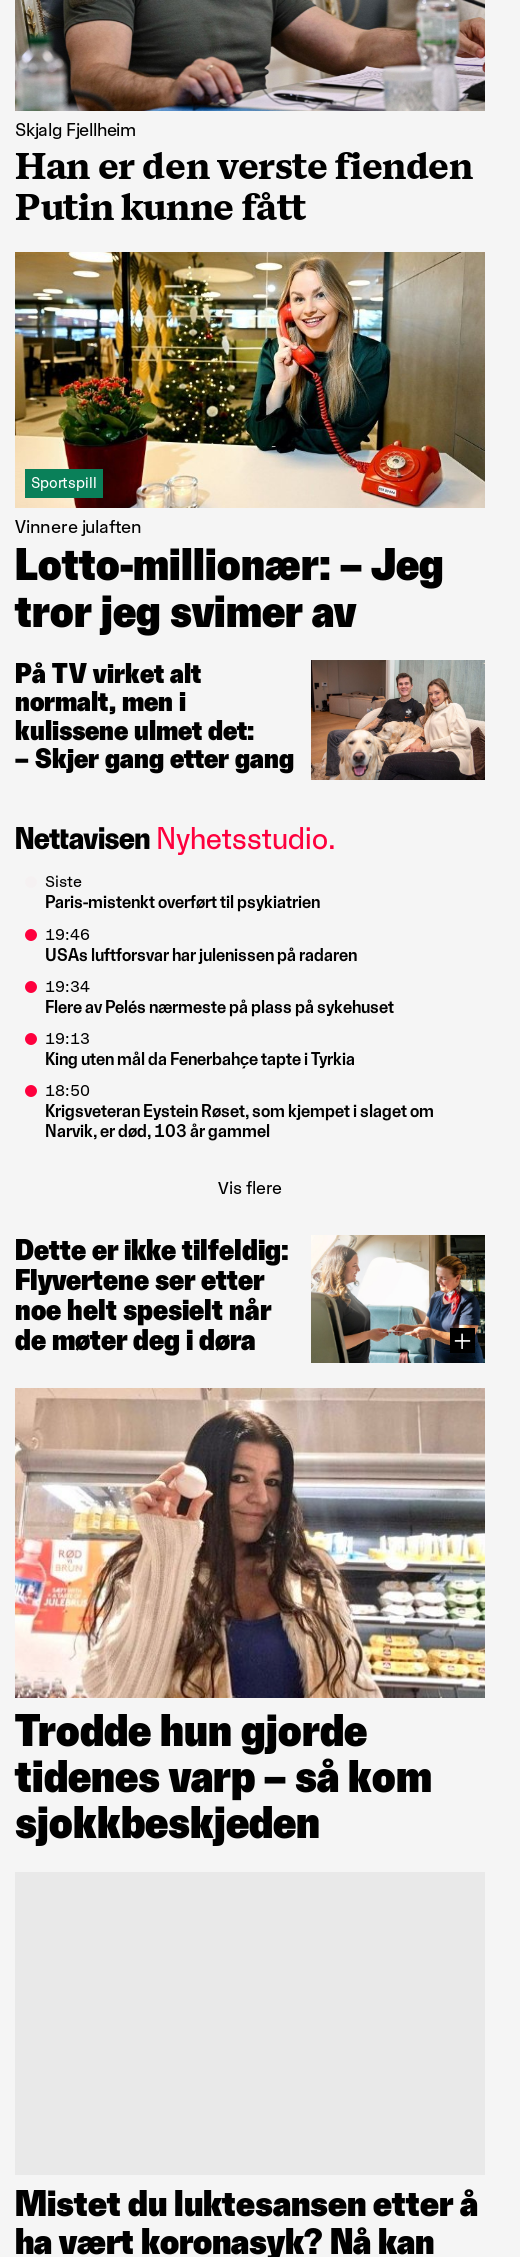 Skjalg Fjellheim
Han er den verste fienden
Putin kunne fått
Sportspill
Vinnere julaften
Lotto-millionær: – Jeg
tror jeg svimer av
På TV virket alt
normalt, men i
kulissene ulmet det:
– Skjer gang etter gang
Nettavisen Nyhetsstudio.
Siste
Paris-mistenkt overført til psykiatrien
19:46
USAs luftforsvar har julenissen på radaren
19:34
Flere av Pelés nærmeste på plass på sykehuset
19:13
King uten mål da Fenerbahçe tapte i Tyrkia
18:50
Krigsveteran Eystein Røset, som kjempet i slaget om
Narvik, er død, 103 år gammel
Vis flere
Dette er ikke tilfeldig:
Flyvertene ser etter
noe helt spesielt når
de møter deg i døra
RØD
BRUN
Trodde hun gjorde
tidenes varp – så kom
sjokkbeskjeden
Mistet du luktesansen etter å
ha vært koronasyk? Nå kan